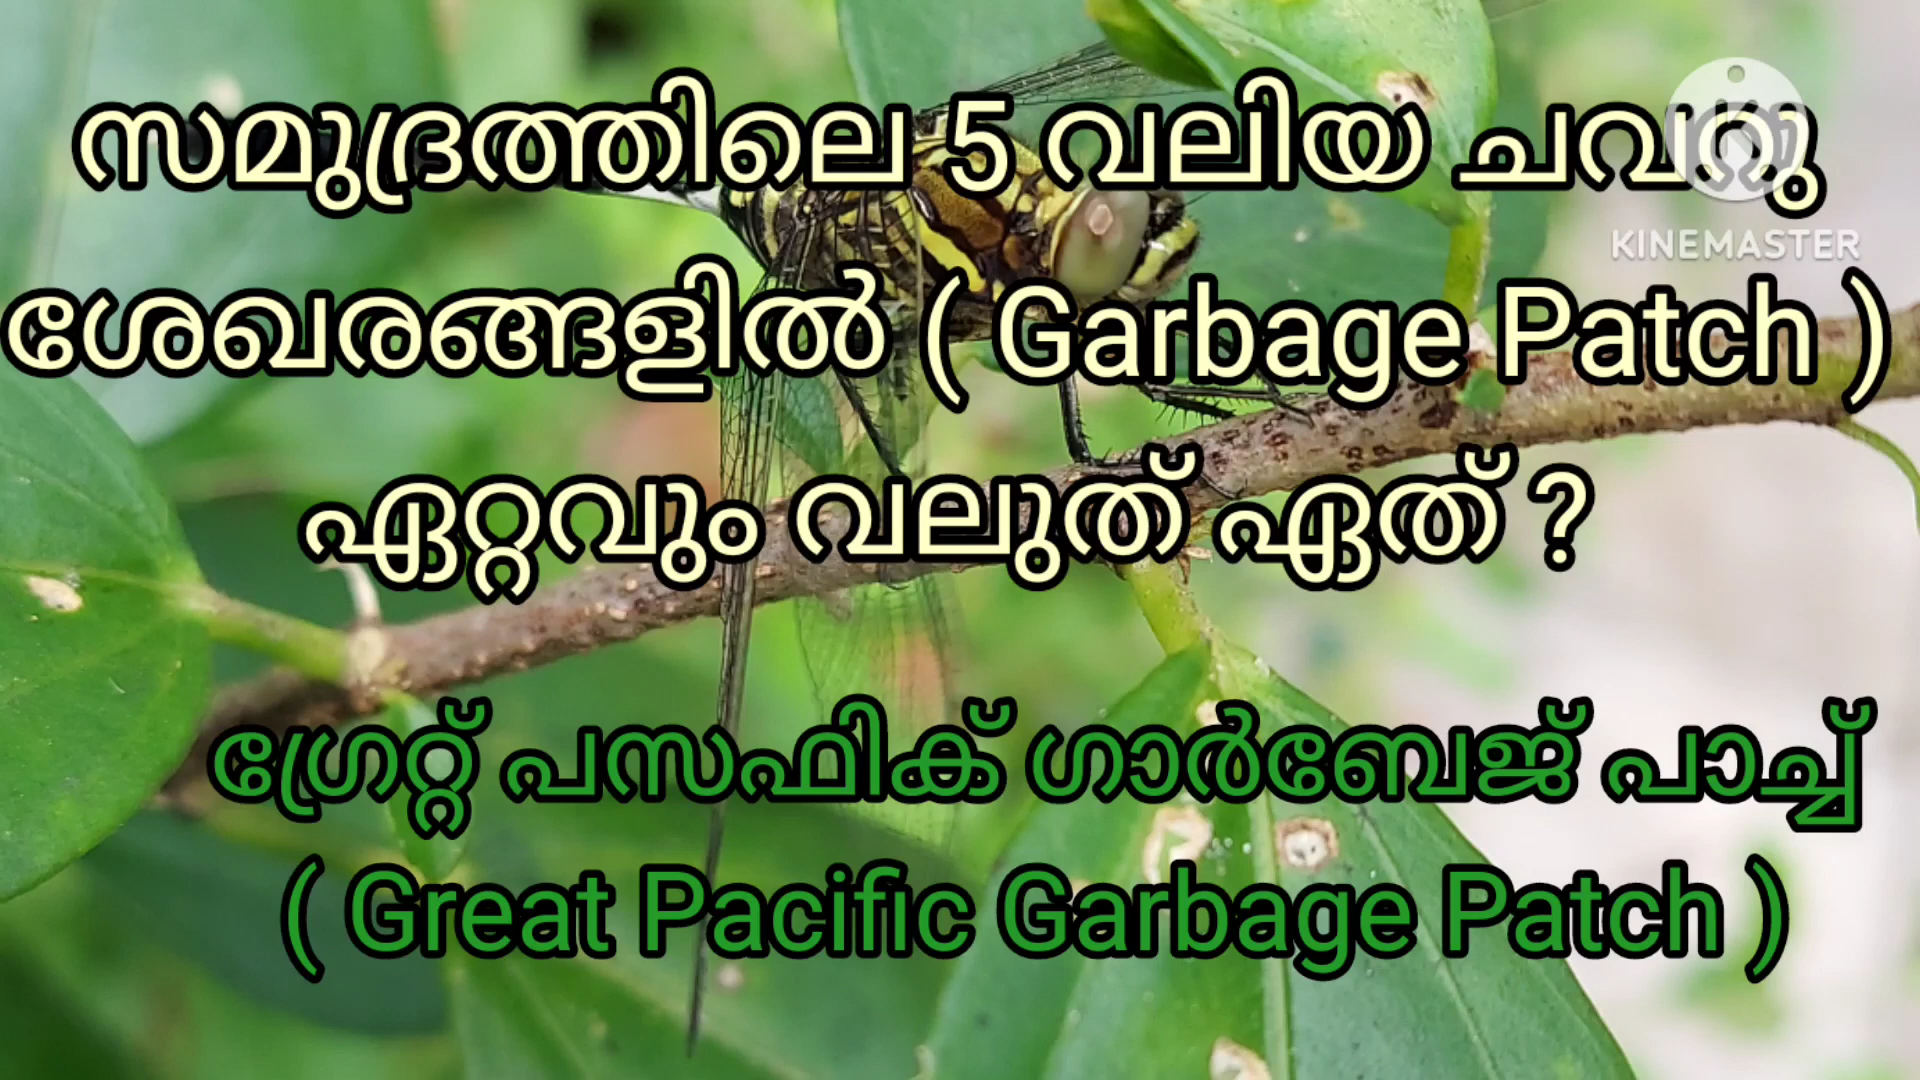 സമുദ്രത്തിലെ 5 വലിയ ചവറു
KINEMASTER
ശേഖരങ്ങളിൽ ( Garbage Patch )
ഏറ്റവും വലുത് ഏത് ?
ഗ്രേറ്റ് പസഫിക് ഗാർബേജ് പാച്ച്
( Great Pacific Garbage Patch )